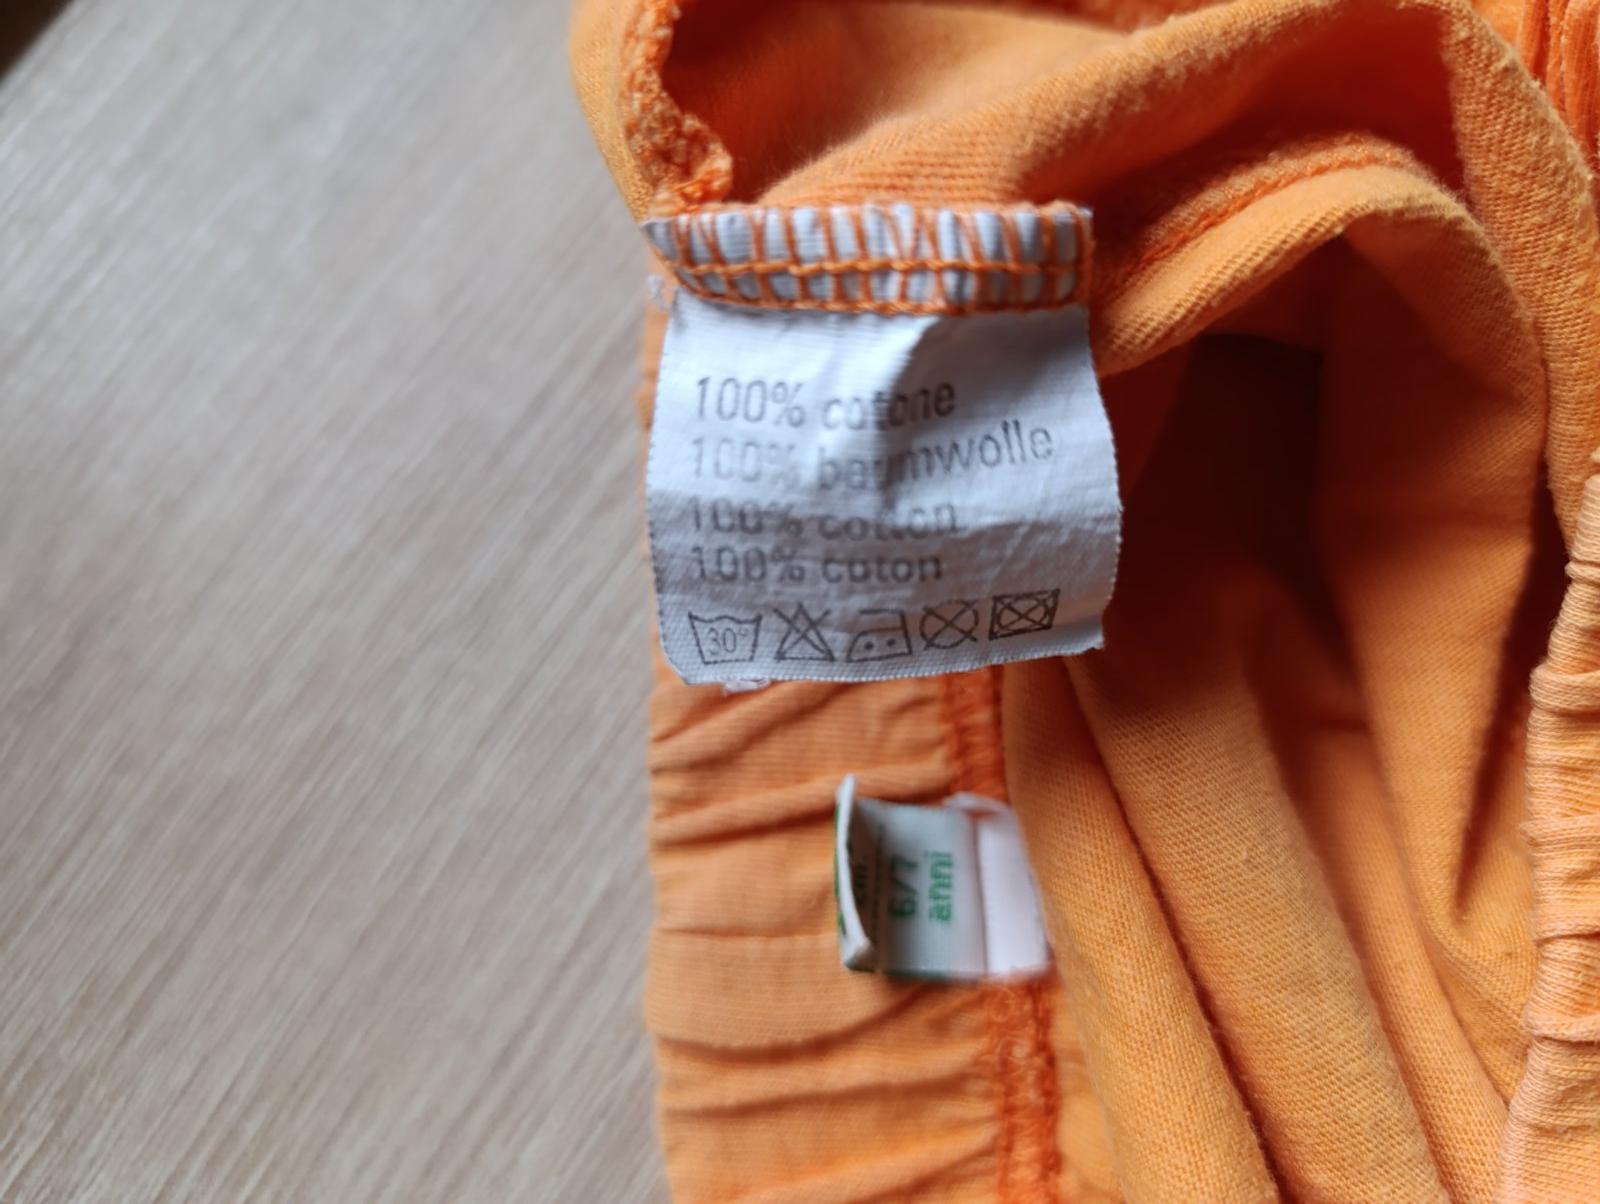 100% cotone
100% baumwolle
100% cotton
100% coton
30°
6/7
anni